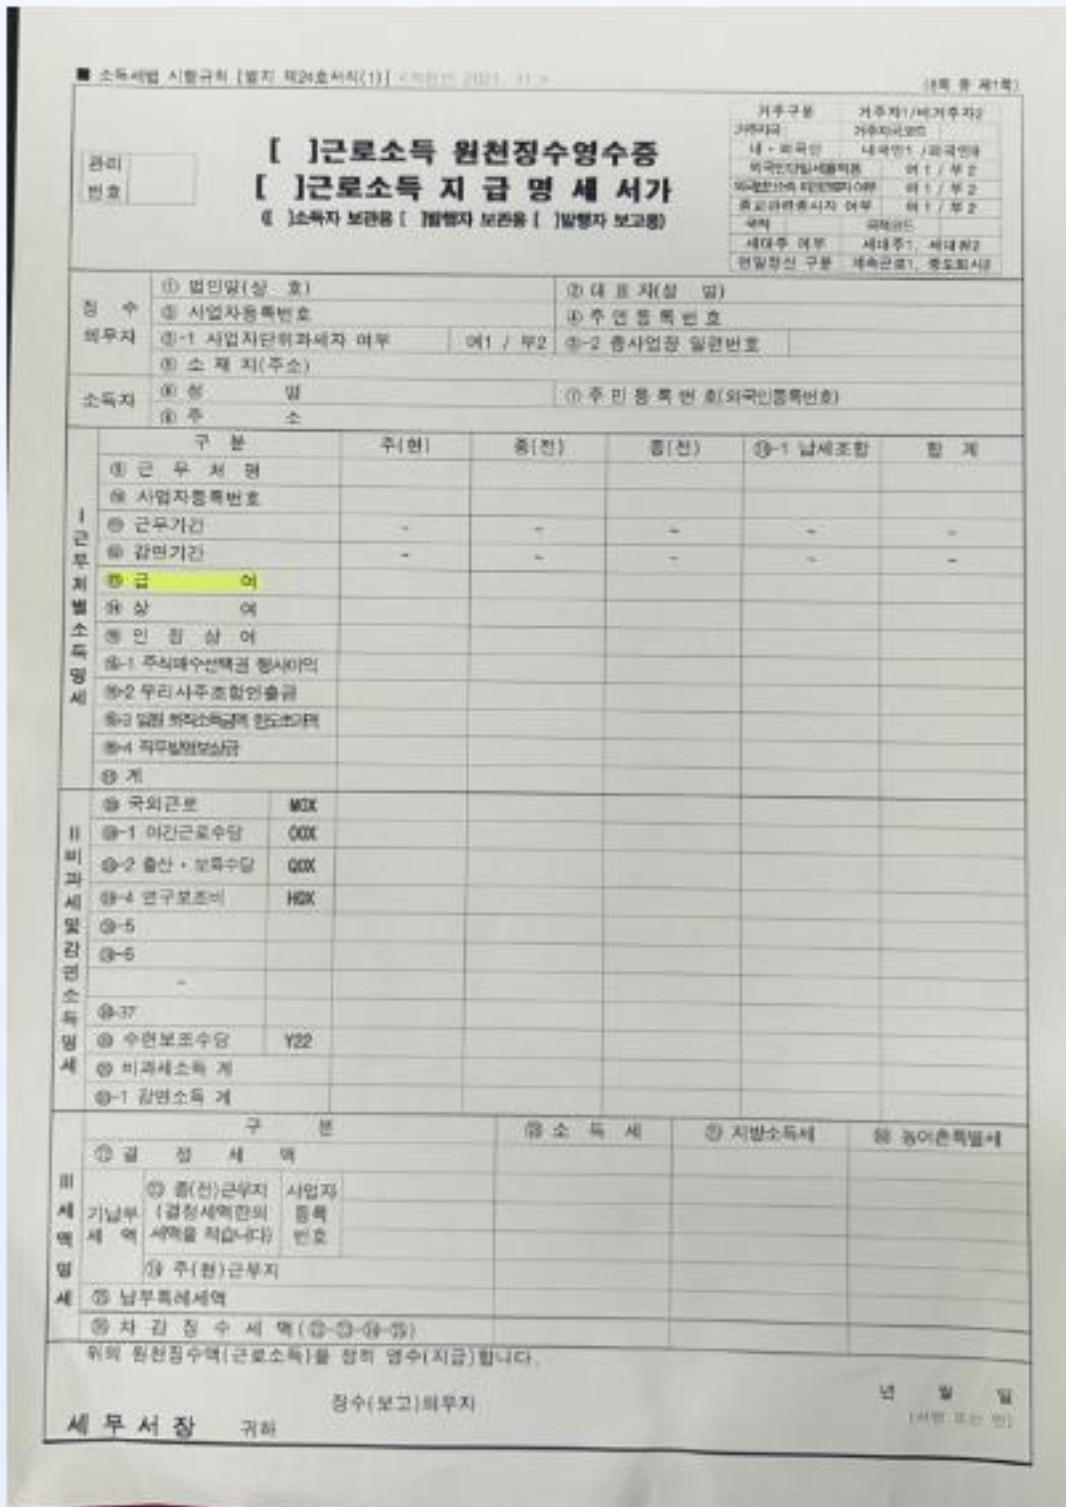 ■ 소득세법 시행규칙 [별지 제24호서식(1)]
(8쪽 중 제1쪽)
관리
번호
[ ]근로소득 원천징수영수증
[ ]근로소득 지 급 명 세 서가
([ ]소득자 보관용 [ ]발행자 보관용 [ ]발행자 보고용)
거주구분 거주자1/비거주자2
거주지국 거주지국코드
내·외국인 내국인1 /외국인9
외국인단일세율적용 여 1 / 부 2
외국법인소속 파견근로자 여부 여 1 / 부 2
종교관련종사자 여부 여 1 / 부 2
국적 국적코드
세대주 여부 세대주1, 세대원2
연말정산 구분 계속근로1, 중도퇴사2
징 수
의무자
① 법인명(상 호) ② 대 표 자(성 명)
③ 사업자등록번호 ④ 주 민 등 록 번 호
③-1 사업자단위과세자 여부 여1 / 부2 ③-2 종사업장 일련번호
⑤ 소 재 지(주소)
소득자
⑥ 성 명 ⑦ 주 민 등 록 번 호(외국인등록번호)
⑧ 주 소
Ⅰ근무처별소득명세
구 분 주(현) 종(전) 종(전) ⑯-1 납세조합 합 계
⑨ 근 무 처 명
⑩ 사업자등록번호
⑪ 근무기간 ~ ~ ~ ~ ~
⑫ 감면기간 ~ ~ ~ ~ ~
⑬ 급 여
⑭ 상 여
⑮ 인 정 상 여
⑮-1 주식매수선택권 행사이익
⑮-2 우리사주조합인출금
⑮-3 임원 퇴직소득금액 한도초과액
⑮-4 직무발명보상금
⑯ 계
Ⅱ비과세및감면소득명세
⑱ 국외근로 M0X
⑱-1 야간근로수당 O0X
⑱-2 출산·보육수당 Q0X
⑱-4 연구보조비 H0X
⑱-5
⑱-6
~
⑱-37
⑲ 수련보조수당 Y22
⑳ 비과세소득 계
⑳-1 감면소득 계
Ⅲ세액명세
구 분 소 득 세 지방소득세 농어촌특별세
결 정 세 액
기납부
세 액
종(전)근무지
(결정세액란의
세액을 적습니다)
사업자
등록
번호
주(현)근무지
납부특례세액
차 감 징 수 세 액
위의 원천징수액(근로소득)을 정히 영수(지급)합니다.
년 월 일
징수(보고)의무자
(서명 또는 인)
세 무 서 장 귀하